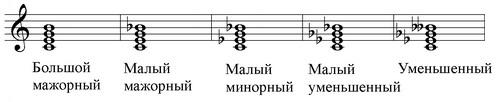 Большой мажорный
Малый мажорный
Малый минорный
Малый уменьшенный
Уменьшенный